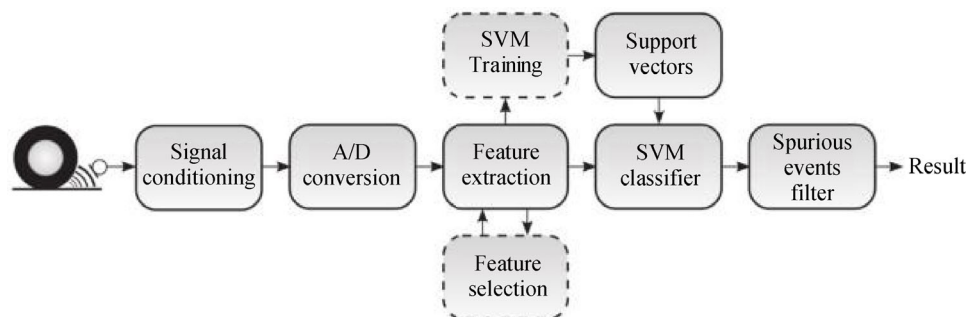 SVM
Training
Support
vectors
Signal
conditioning
A/D
conversion
Feature
extraction
SVM
classifier
Spurious
events
filter
Result
Feature
selection